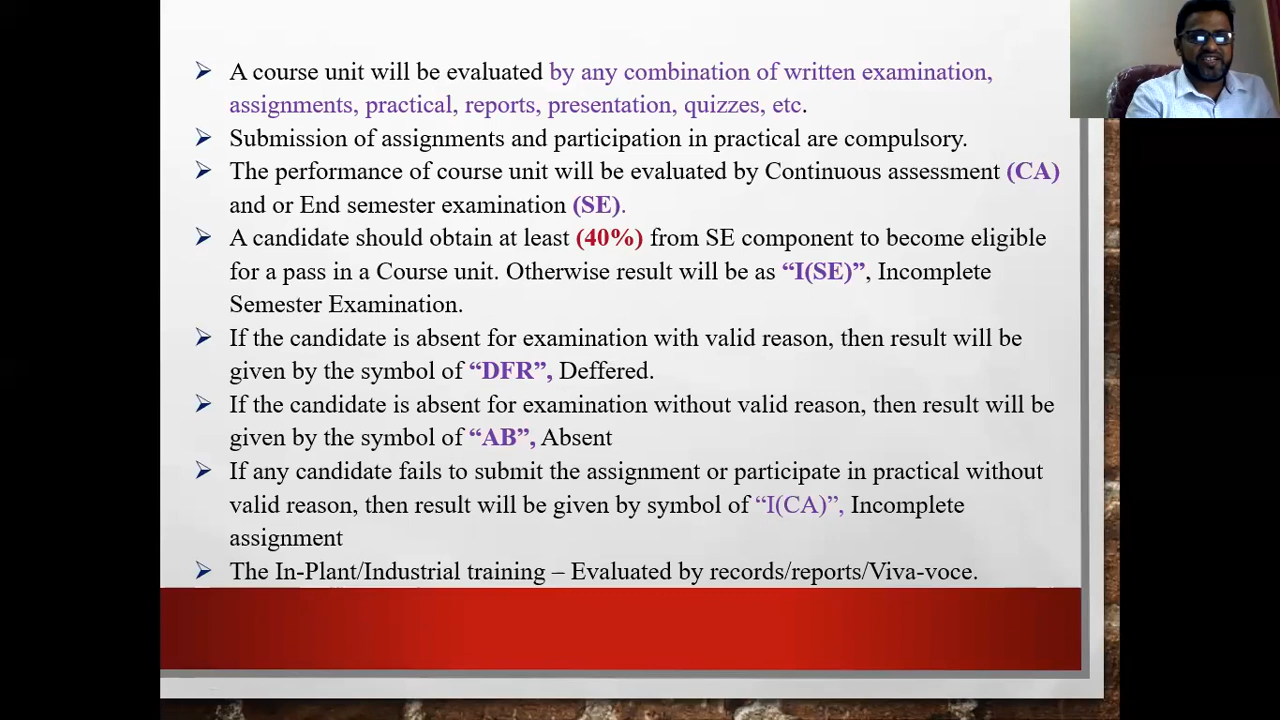 ➢ A course unit will be evaluated by any combination of written examination,
assignments, practical, reports, presentation, quizzes, etc.
➢ Submission of assignments and participation in practical are compulsory.
➢ The performance of course unit will be evaluated by Continuous assessment (CA)
and or End semester examination (SE).
➢ A candidate should obtain at least (40%) from SE component to become eligible
for a pass in a Course unit. Otherwise result will be as “I(SE)”, Incomplete
Semester Examination.
➢ If the candidate is absent for examination with valid reason, then result will be
given by the symbol of “DFR”, Deffered.
➢ If the candidate is absent for examination without valid reason, then result will be
given by the symbol of “AB”, Absent
➢ If any candidate fails to submit the assignment or participate in practical without
valid reason, then result will be given by symbol of “I(CA)”, Incomplete
assignment
➢ The In-Plant/Industrial training – Evaluated by records/reports/Viva-voce.